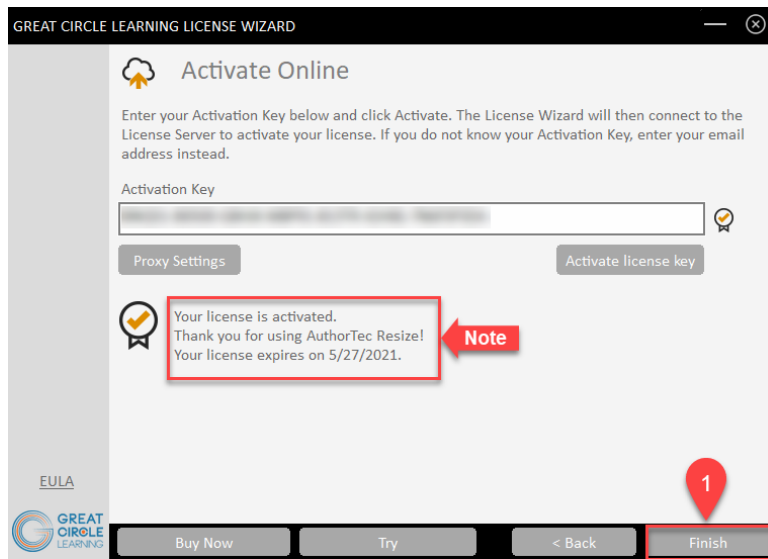 GREAT CIRCLE LEARNING LICENSE WIZARD
Activate Online
Enter your Activation Key below and click Activate. The License Wizard will then connect to the
License Server to activate your license. If you do not know your Activation Key, enter your email
address instead.
Activation Key
Proxy Settings
Activate license key
Your license is activated.
Thank you for using AuthorTec Resize!
Your license expires on 5/27/2021.
Note
EULA
1
GREAT
CIRCLE
LEARNING
Buy Now
Try
< Back
Finish